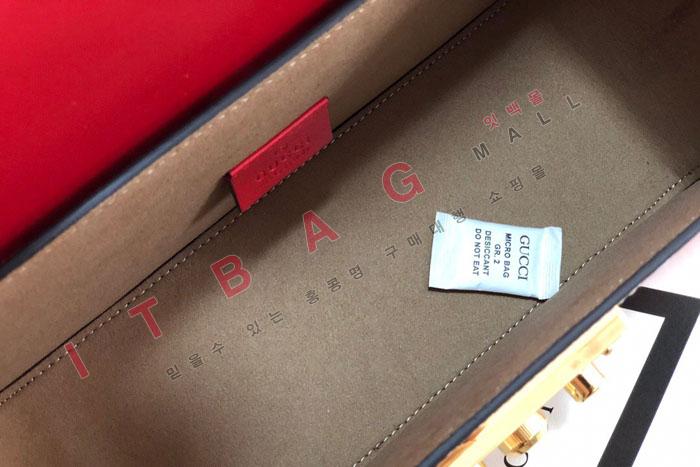 잇백몰
ITBAG MALL
믿을수 있는 홍콩명 구매대행 쇼핑몰
GUCCI
MICRO BAG
GR. 2
DESICCANT
DO NOT EAT